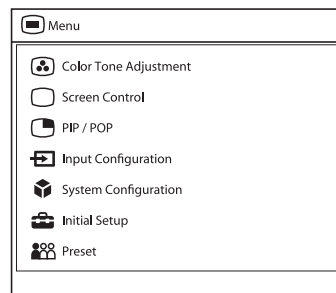 Menu
Color Tone Adjustment
Screen Control
PIP / POP
Input Configuration
System Configuration
Initial Setup
Preset